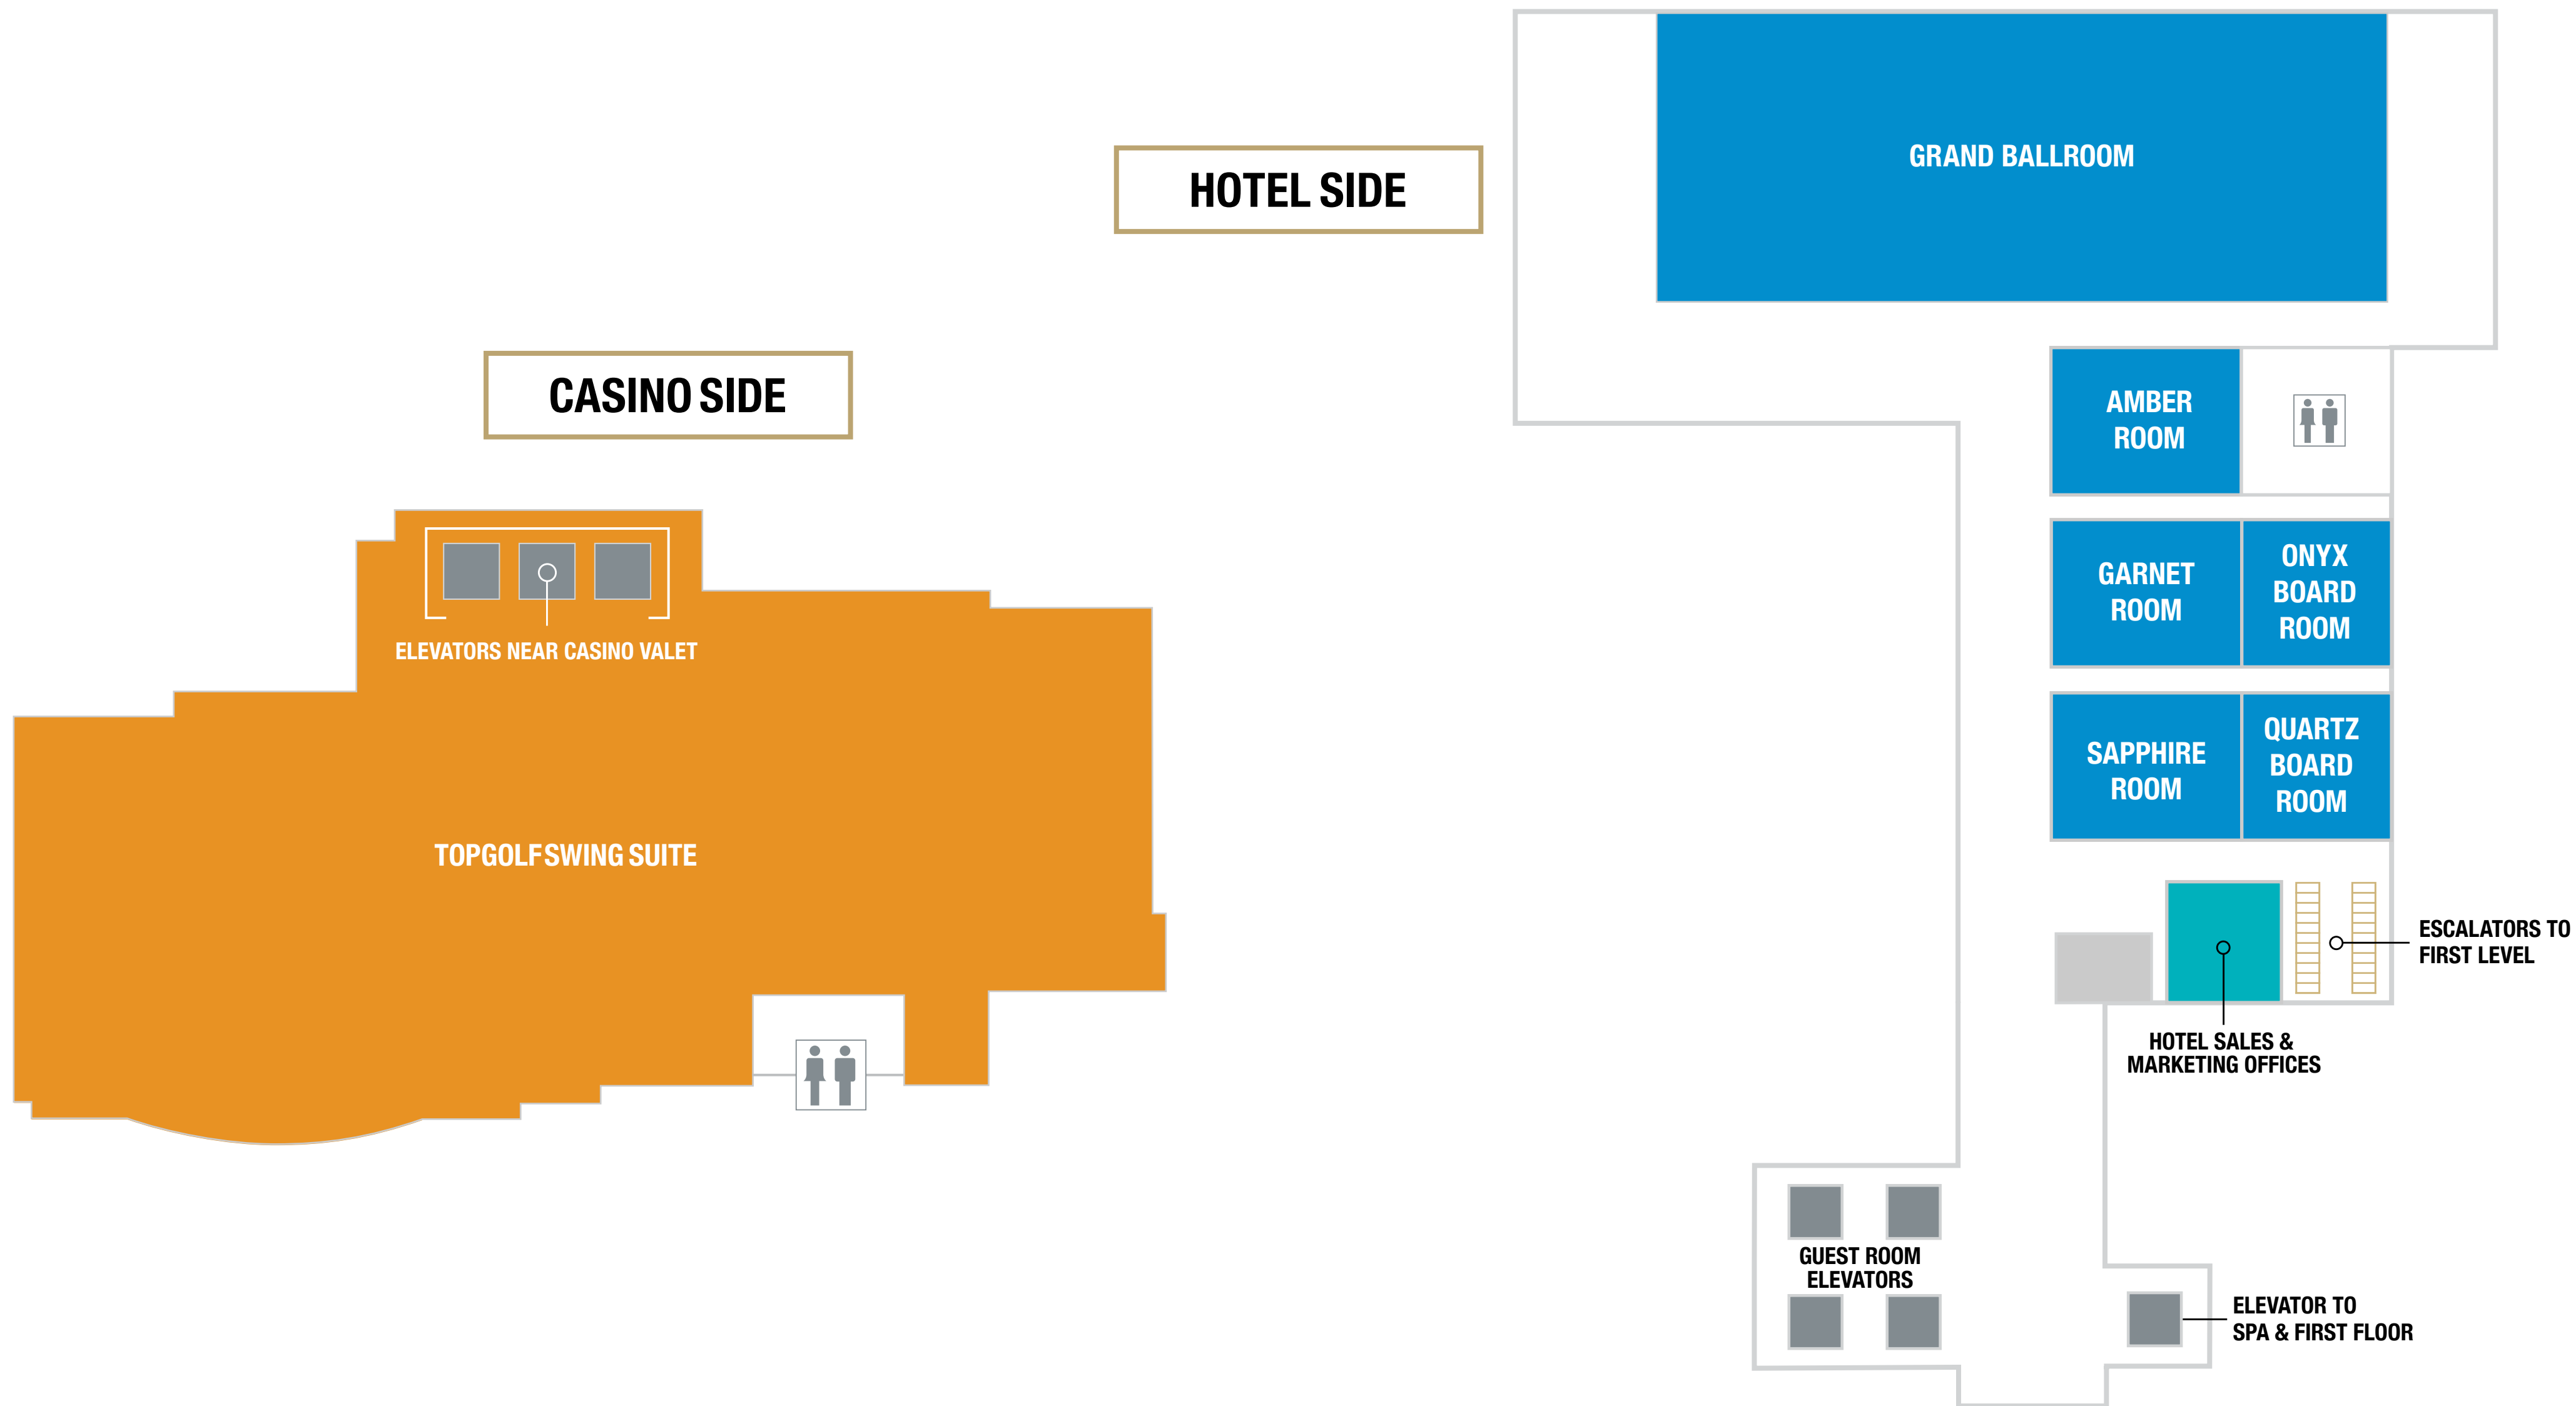 HOTEL SIDE
GRAND BALLROOM
CASINO SIDE
ELEVATORS NEAR CASINO VALET
TOPGOLF SWING SUITE
AMBER
ROOM
GARNET
ROOM
ONYX
BOARD
ROOM
SAPPHIRE
ROOM
QUARTZ
BOARD
ROOM
ESCALATORS TO
FIRST LEVEL
HOTEL SALES &
MARKETING OFFICES
GUEST ROOM
ELEVATORS
ELEVATOR TO
SPA & FIRST FLOOR